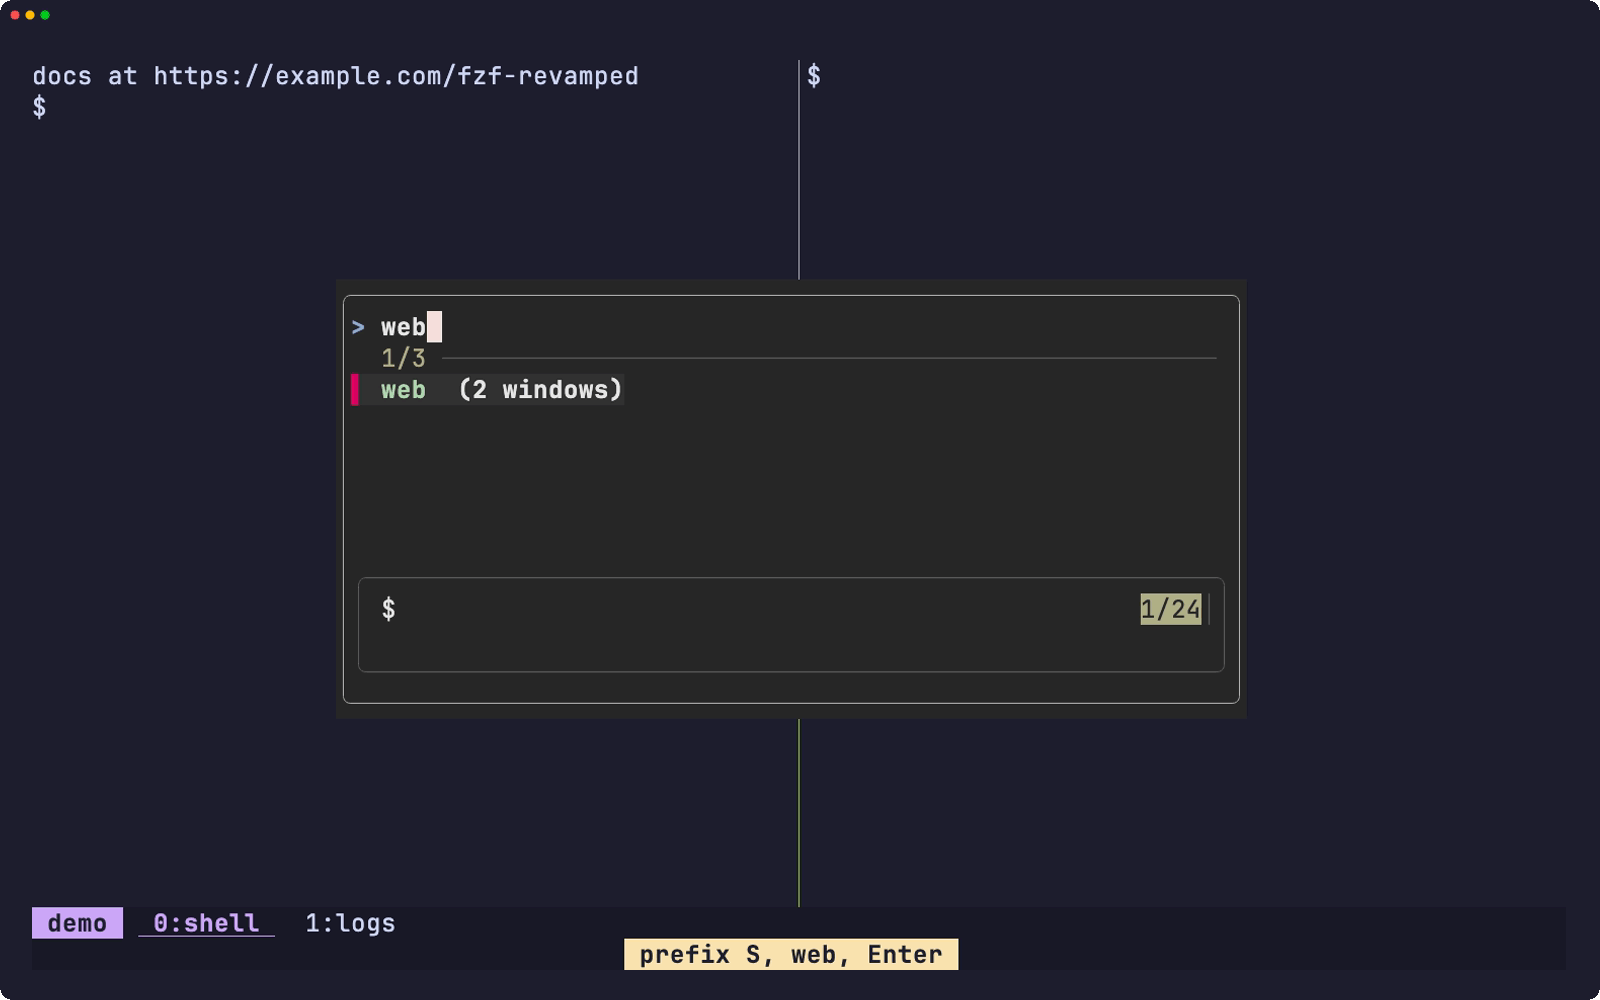 docs at https://example.com/fzf-revamped
$
$
> web
1/3
web (2 windows)
$ 1/24
demo 0:shell 1:logs
prefix S, web, Enter